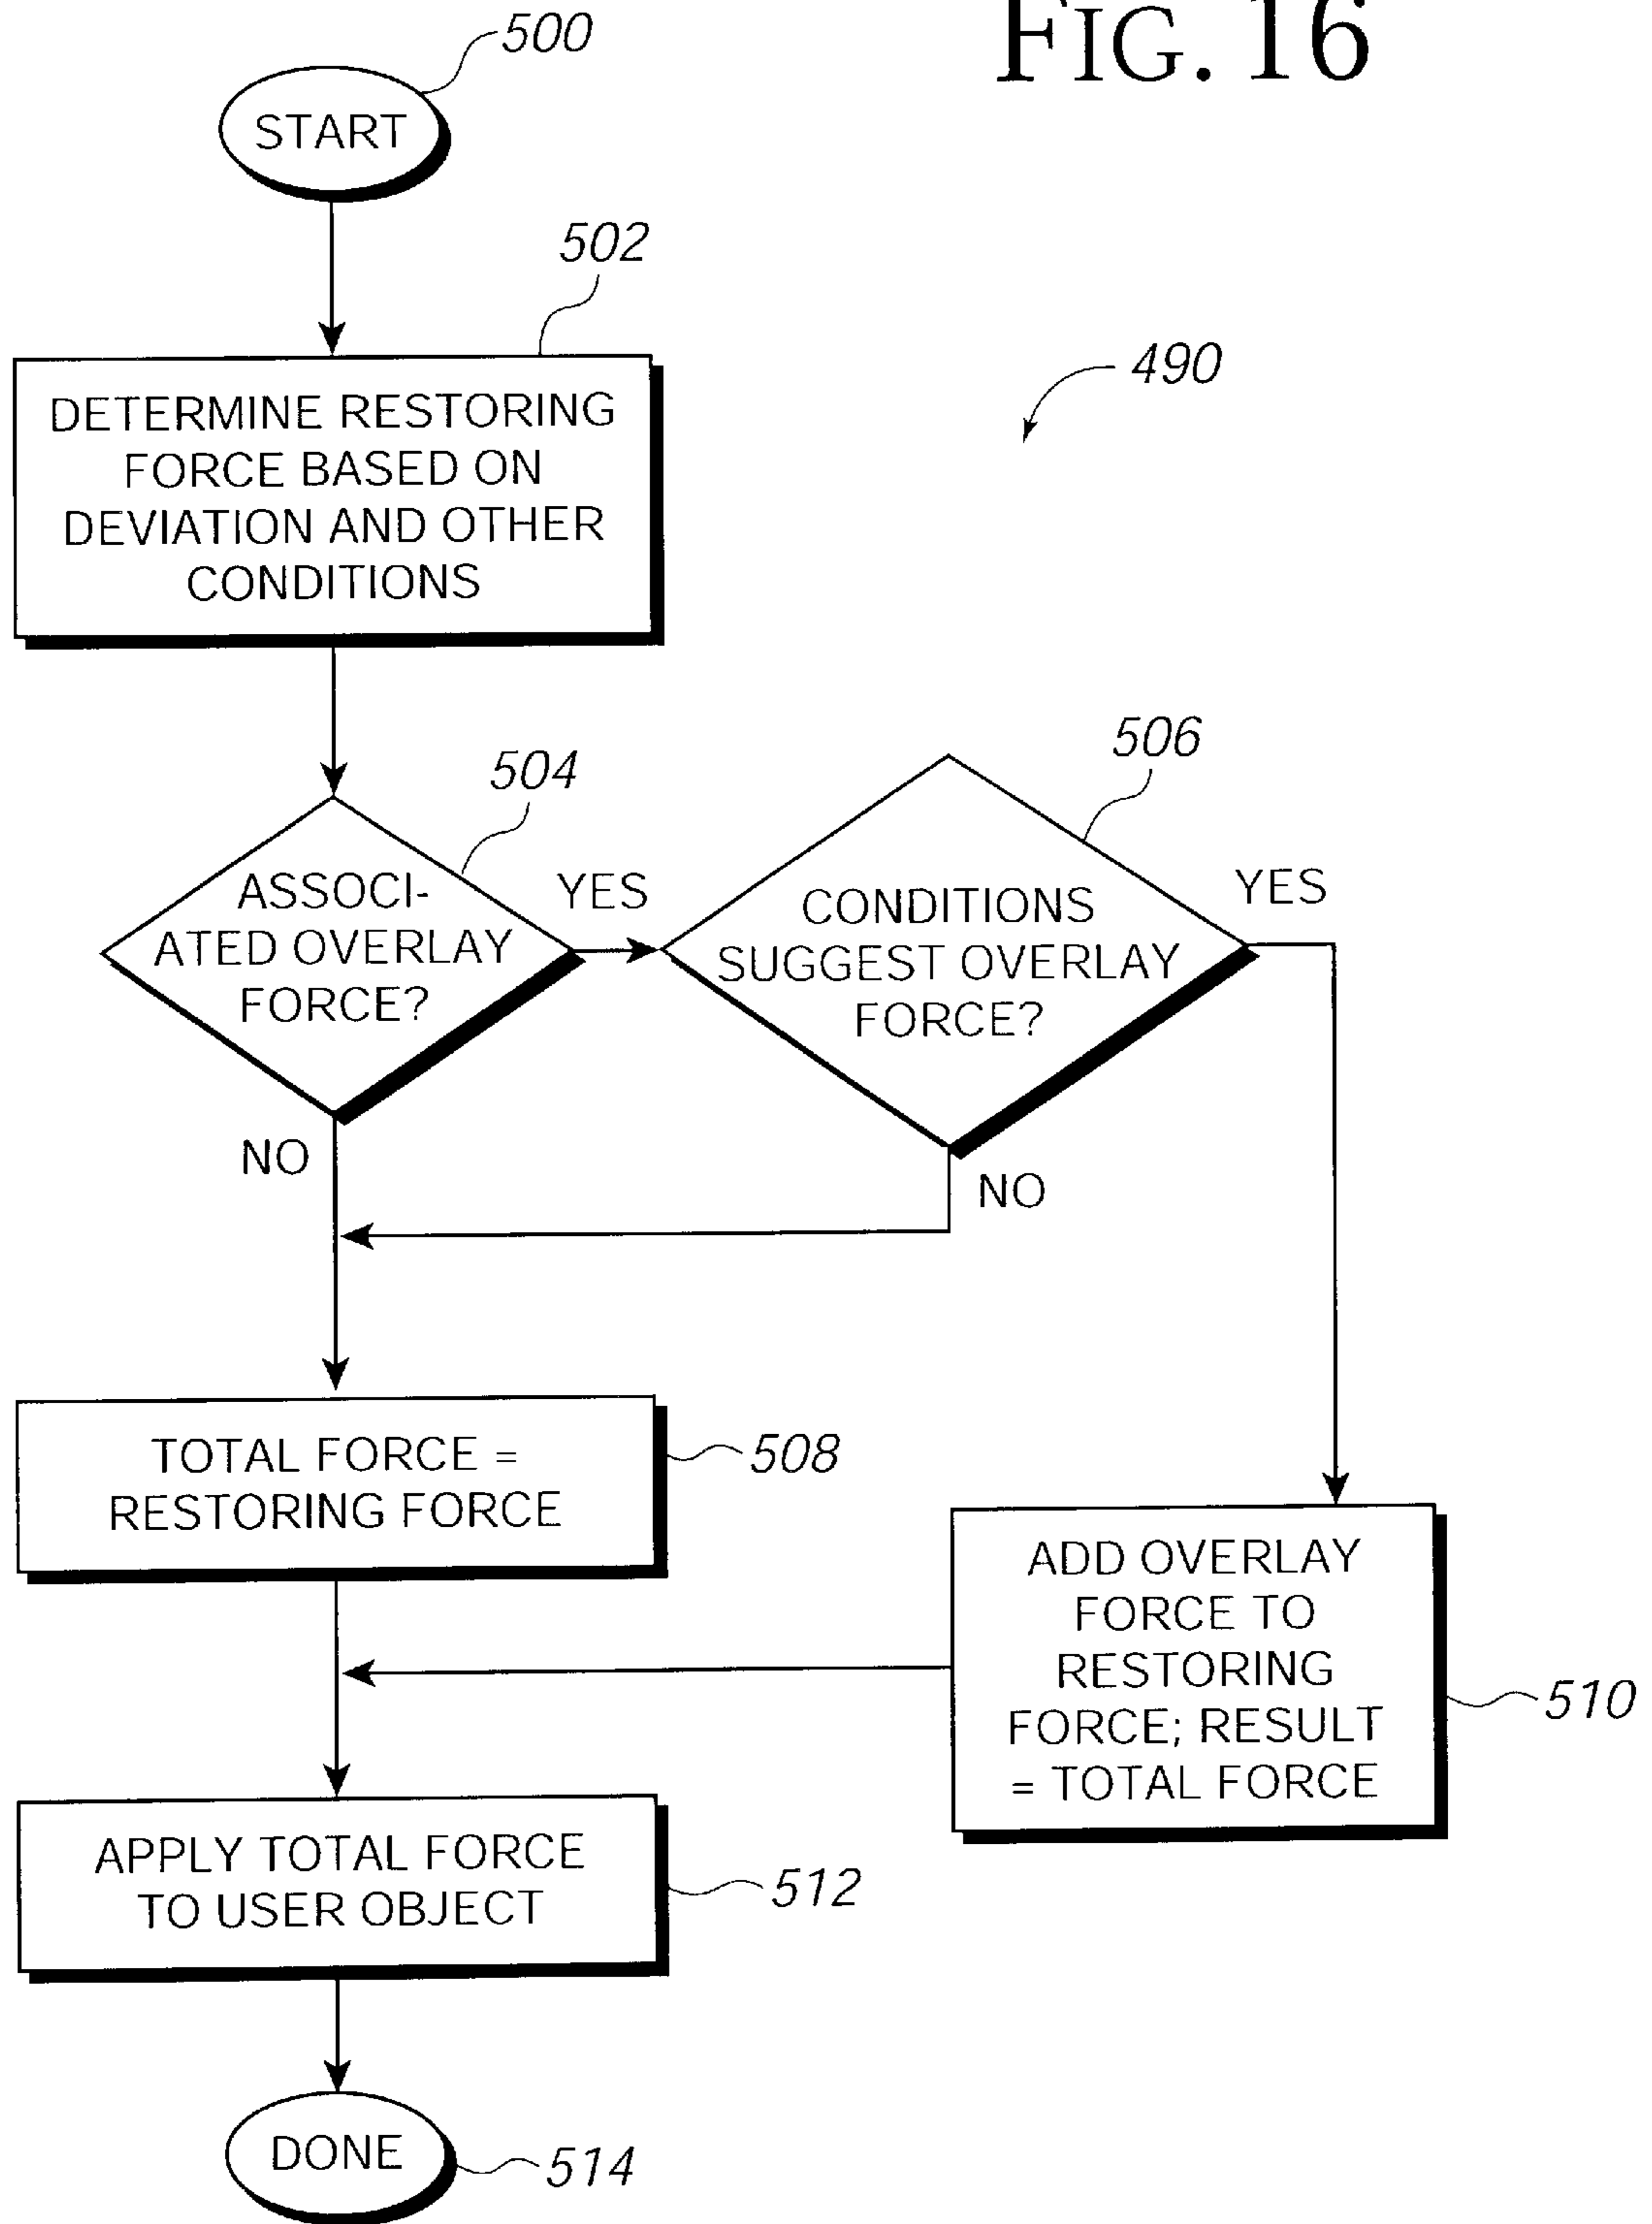 FIG. 16
500
START
502
490
DETERMINE RESTORING
FORCE BASED ON
DEVIATION AND OTHER
CONDITIONS
504
506
ASSOCI-
ATED OVERLAY
FORCE?
YES
CONDITIONS
SUGGEST OVERLAY
FORCE?
YES
NO
NO
TOTAL FORCE =
RESTORING FORCE
508
ADD OVERLAY
FORCE TO
RESTORING
FORCE; RESULT
= TOTAL FORCE
510
APPLY TOTAL FORCE
TO USER OBJECT
512
DONE
514